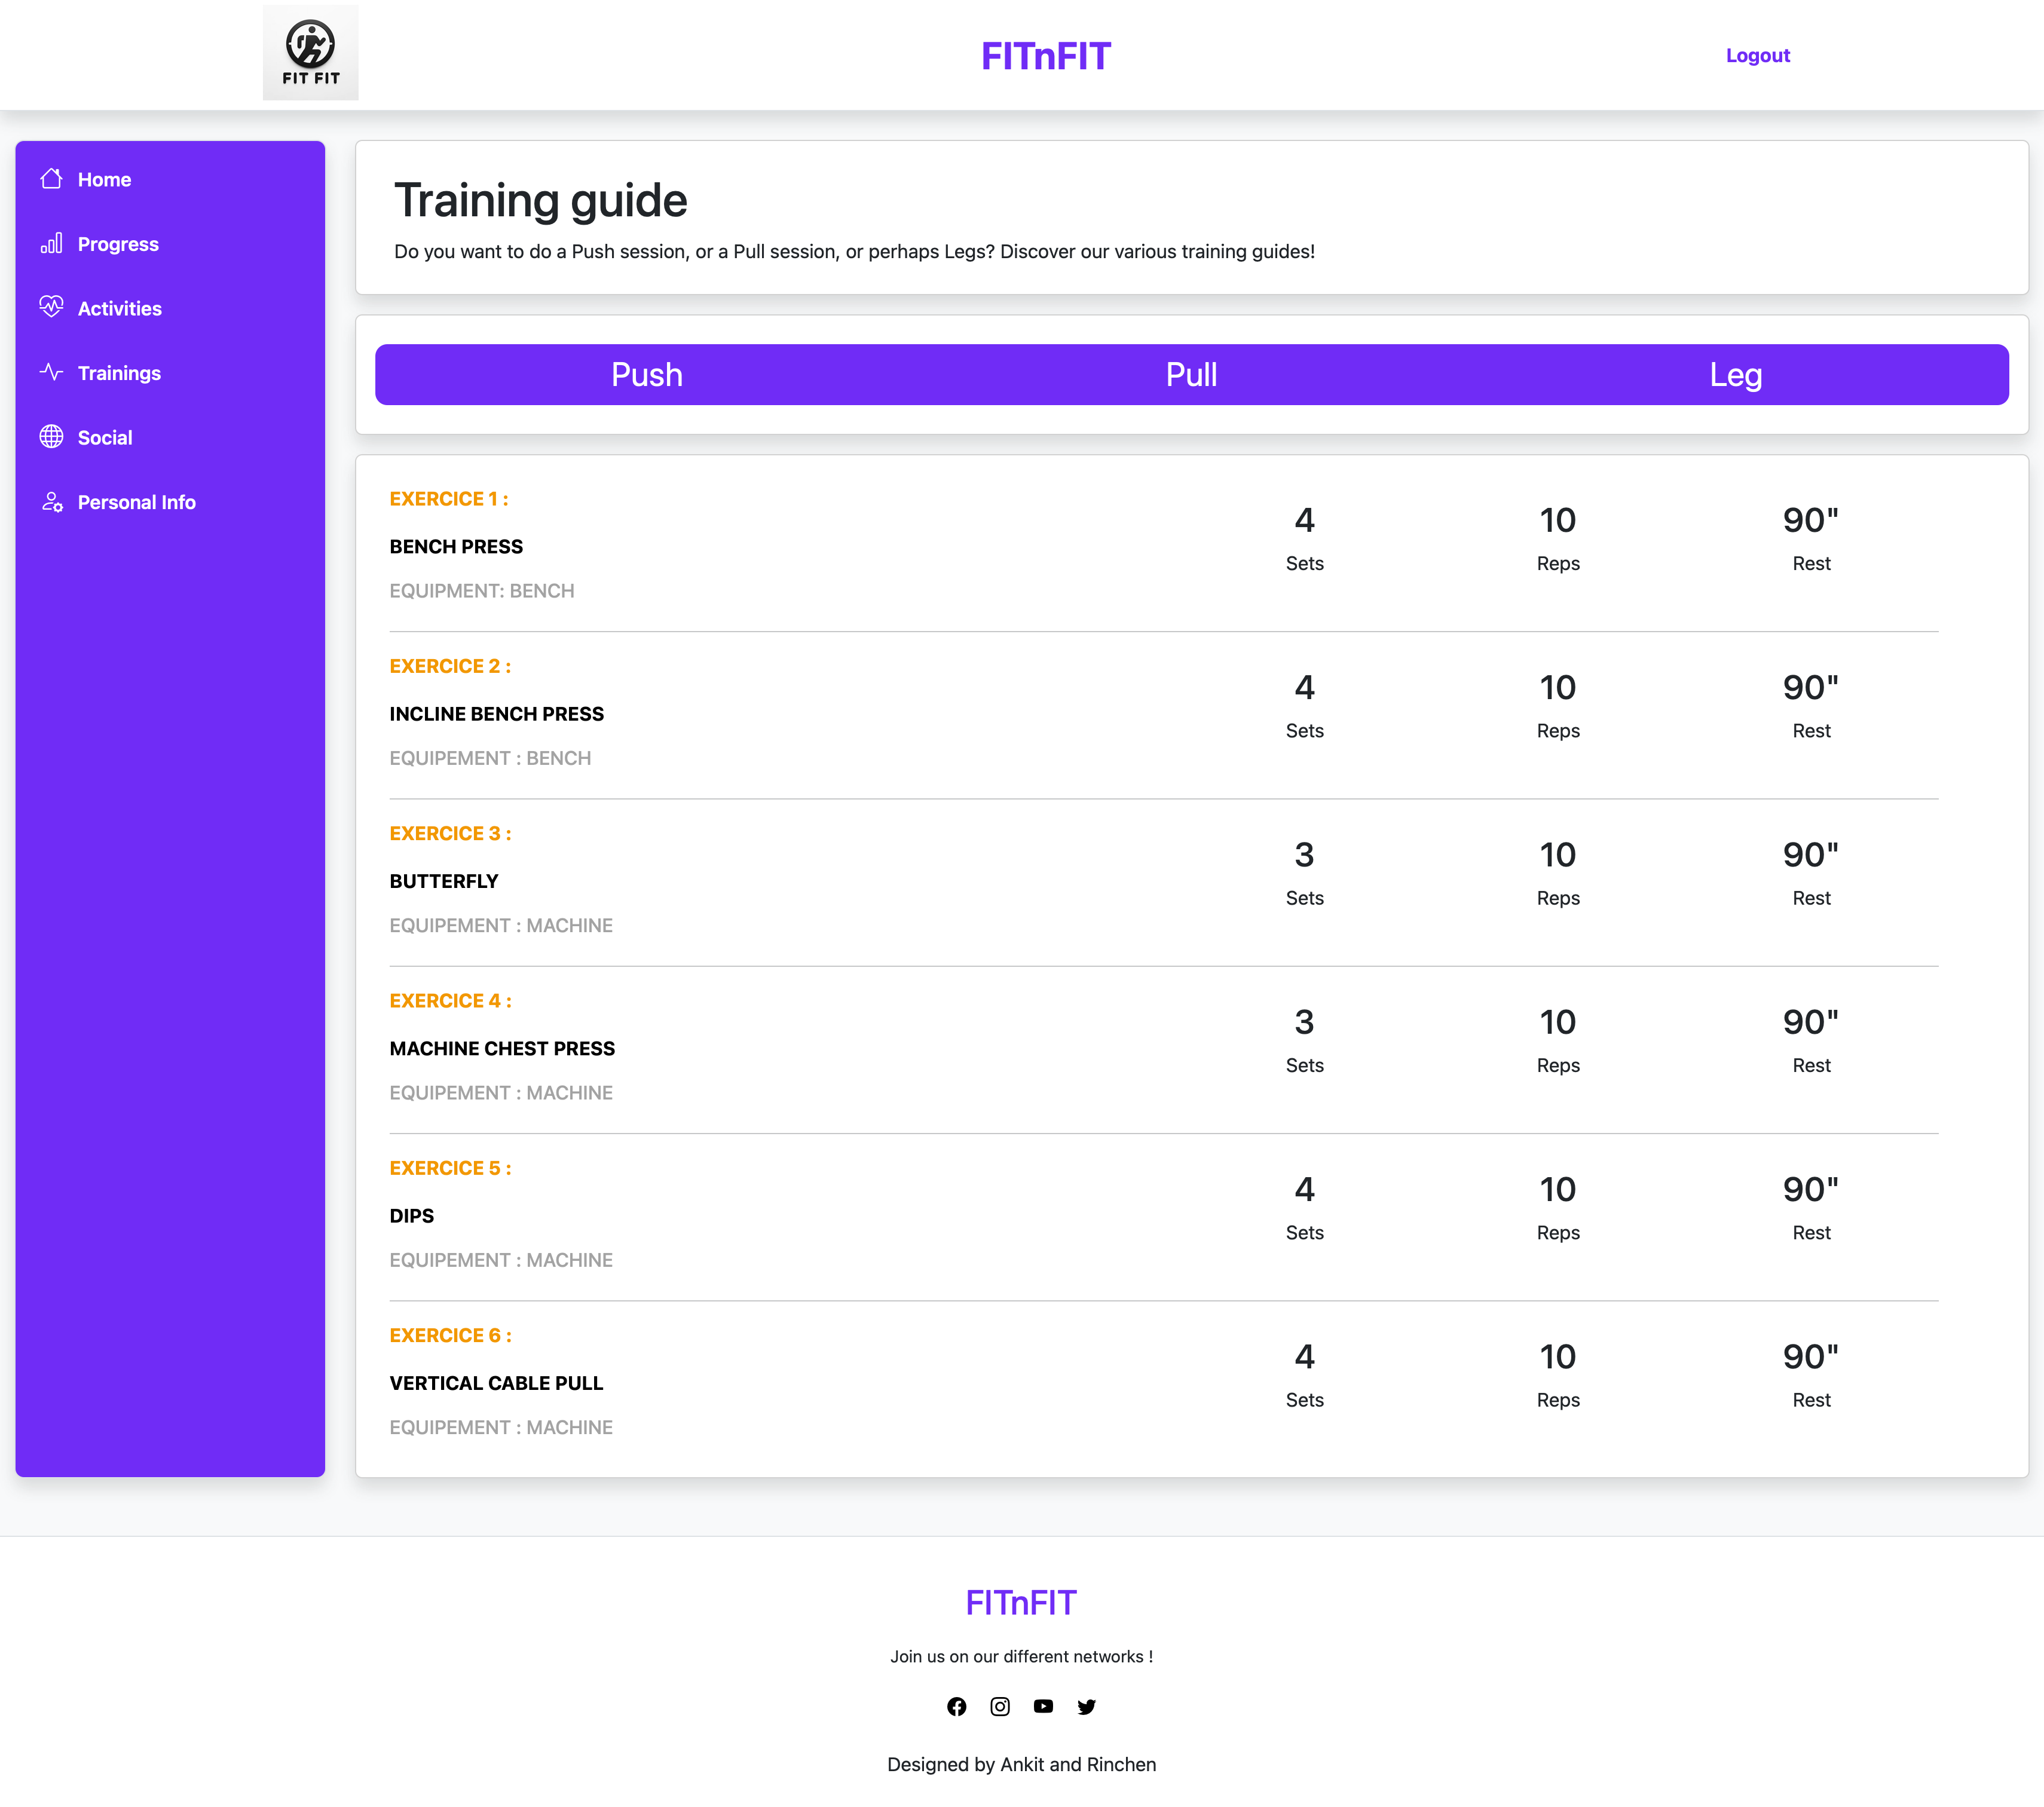 FIT FIT
FITnFIT
Logout
Home
Progress
Activities
Trainings
Social
Personal Info
Training guide
Do you want to do a Push session, or a Pull session, or perhaps Legs? Discover our various training guides!
Push Pull Leg
EXERCICE 1 :
BENCH PRESS
EQUIPMENT: BENCH
4 10 90"
Sets Reps Rest
EXERCICE 2 :
INCLINE BENCH PRESS
EQUIPEMENT : BENCH
4 10 90"
Sets Reps Rest
EXERCICE 3 :
BUTTERFLY
EQUIPEMENT : MACHINE
3 10 90"
Sets Reps Rest
EXERCICE 4 :
MACHINE CHEST PRESS
EQUIPEMENT : MACHINE
3 10 90"
Sets Reps Rest
EXERCICE 5 :
DIPS
EQUIPEMENT : MACHINE
4 10 90"
Sets Reps Rest
EXERCICE 6 :
VERTICAL CABLE PULL
EQUIPEMENT : MACHINE
4 10 90"
Sets Reps Rest
FITnFIT
Join us on our different networks !
Designed by Ankit and Rinchen